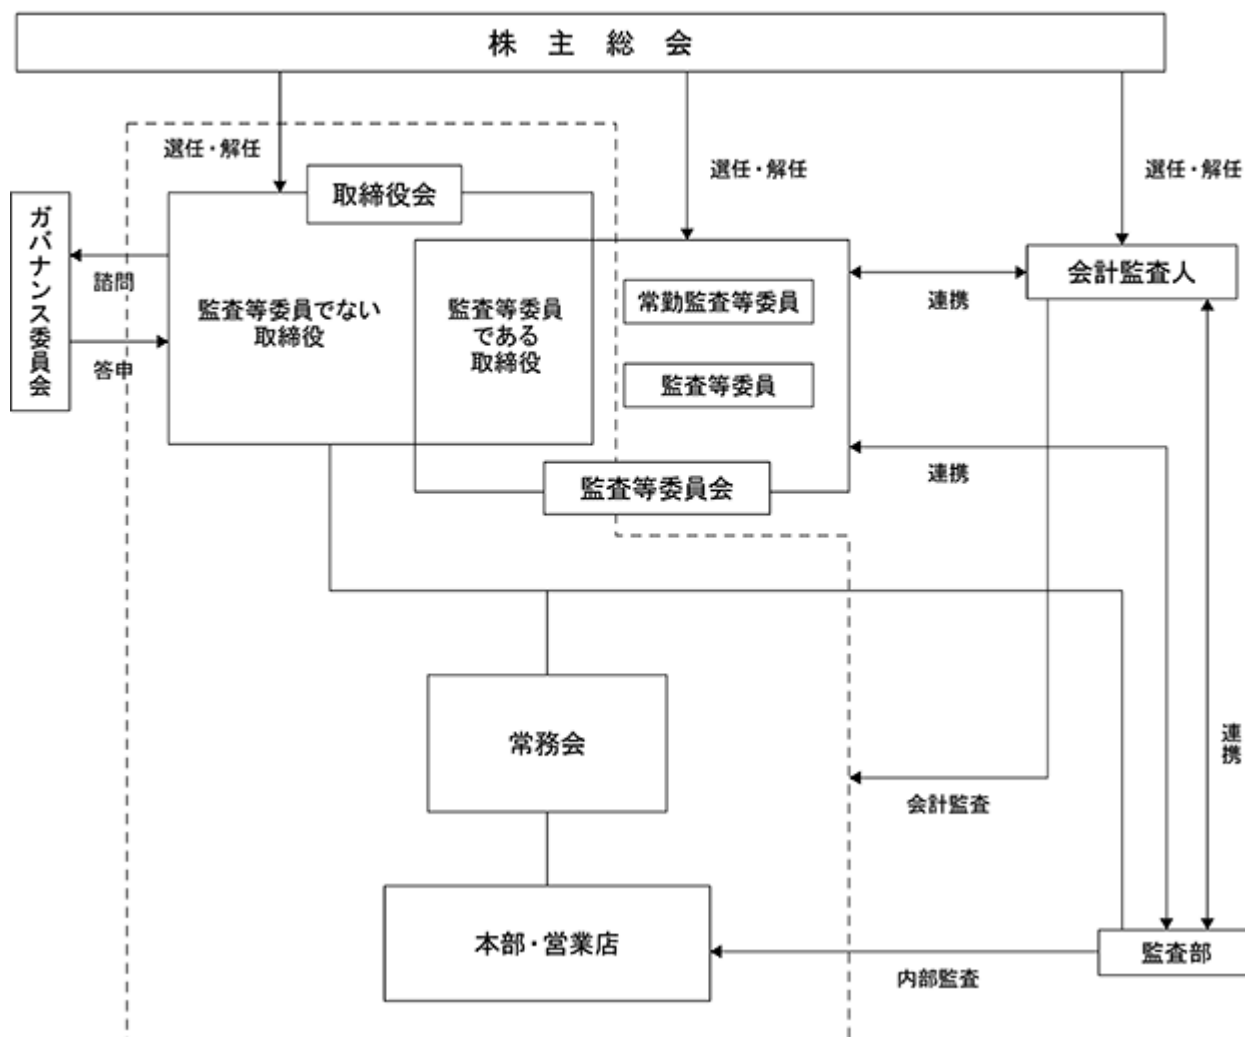 株主総会
選任・解任
選任・解任
選任・解任
取締役会
ガバナンス委員会
諮問
答申
監査等委員でない
取締役
監査等委員
である
取締役
常勤監査等委員
監査等委員
監査等委員会
会計監査人
連携
連携
連携
常務会
会計監査
本部・営業店
内部監査
監査部